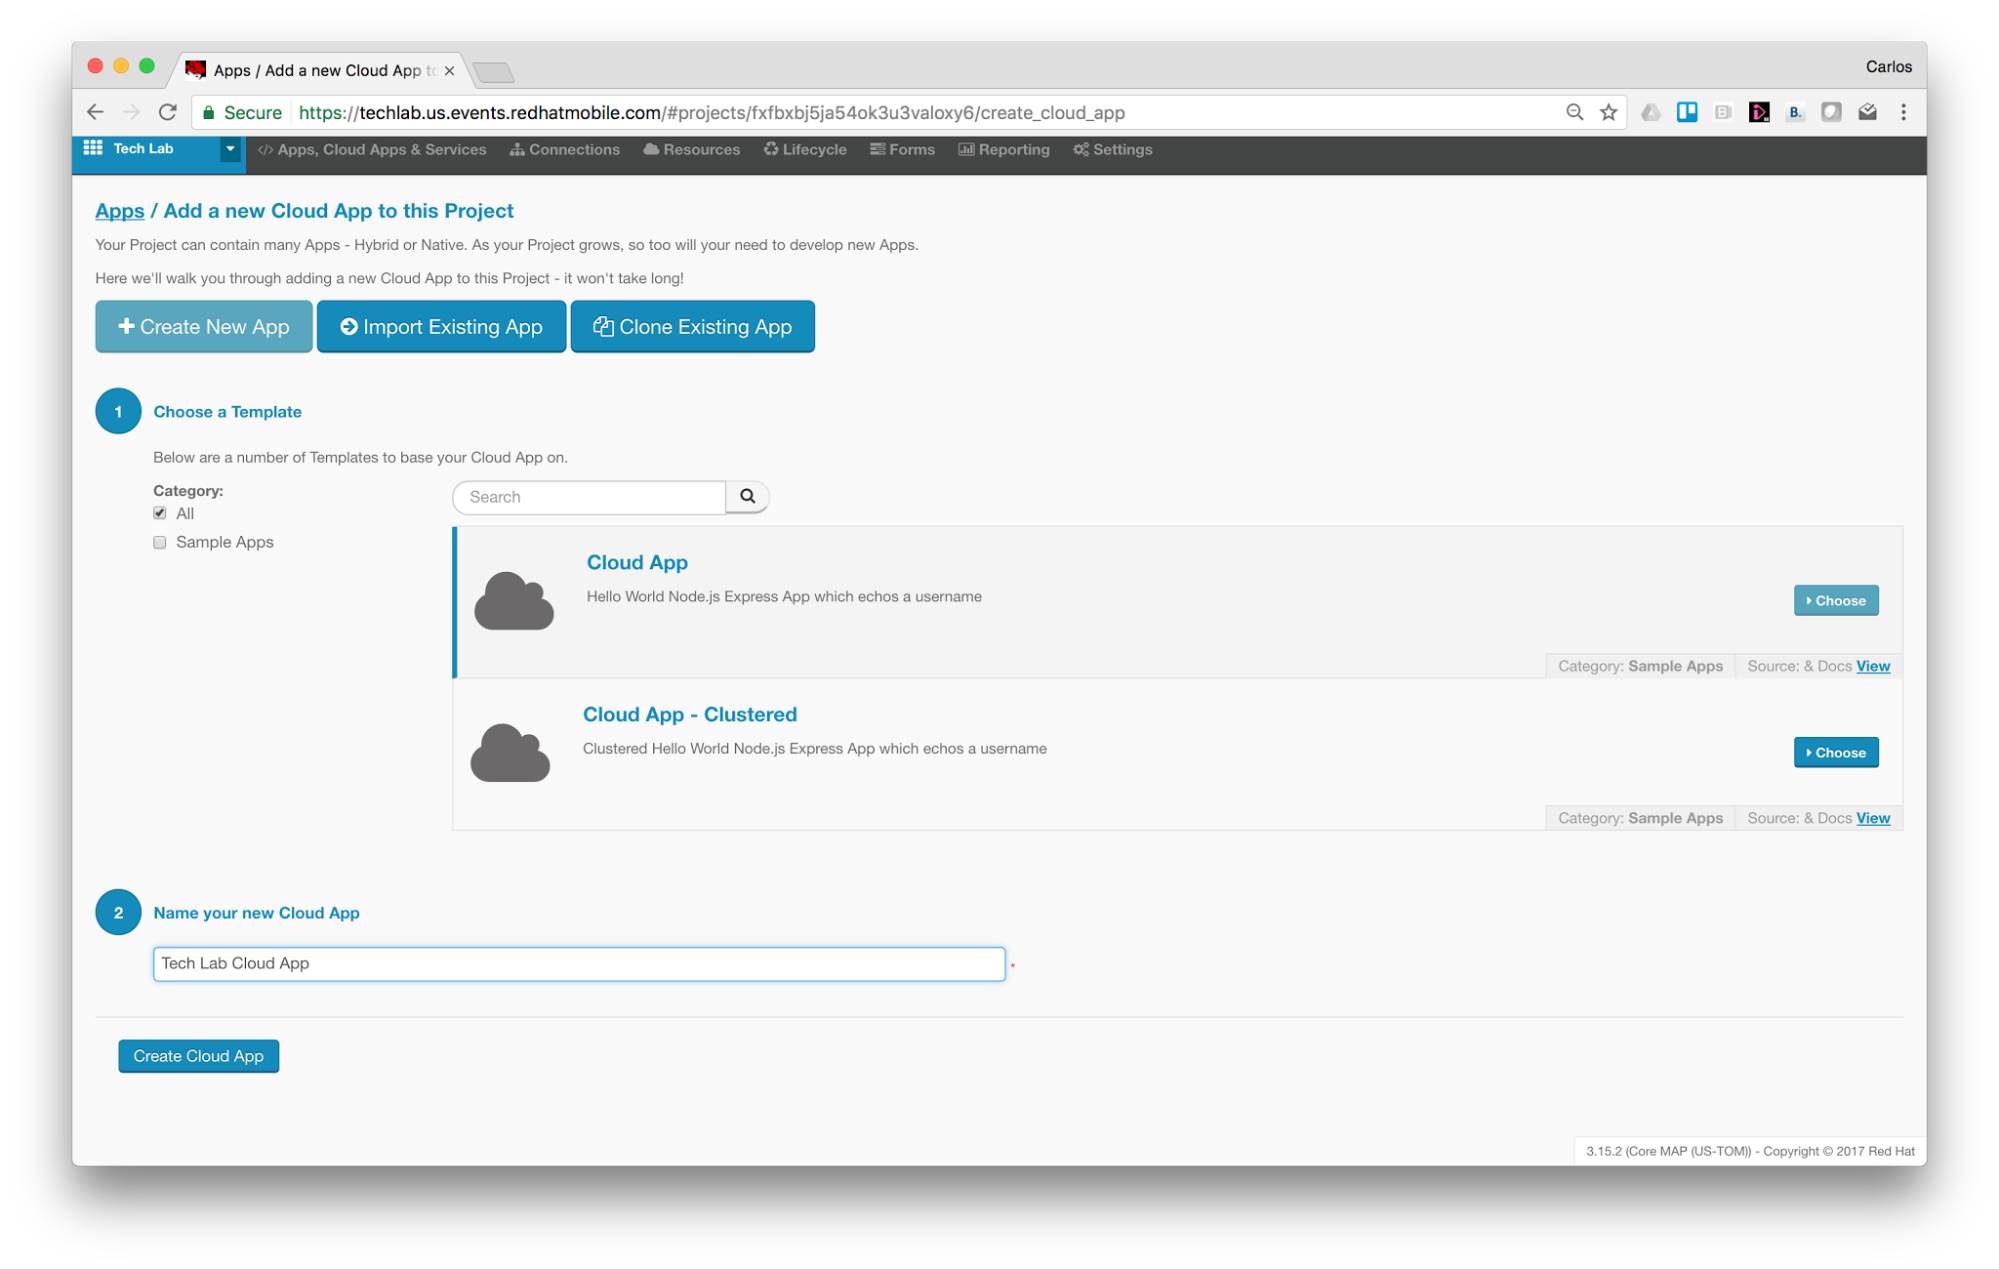 Apps / Add a new Cloud App to
Carlos
Secure https://techlab.us.events.redhatmobile.com/#projects/fxfbxbj5ja54ok3u3valoxy6/create_cloud_app
B.
Tech Lab </> Apps, Cloud Apps & Services Connections Resources Lifecycle Forms Reporting Settings
Apps / Add a new Cloud App to this Project
Your Project can contain many Apps - Hybrid or Native. As your Project grows, so too will your need to develop new Apps.
Here we'll walk you through adding a new Cloud App to this Project - it won't take long!
Create New App Import Existing App Clone Existing App
1 Choose a Template
Below are a number of Templates to base your Cloud App on.
Category:
All
Sample Apps
Search
Cloud App
Hello World Node.js Express App which echos a username
Choose
Category: Sample Apps Source: & Docs View
Cloud App - Clustered
Clustered Hello World Node.js Express App which echos a username
Choose
Category: Sample Apps Source: & Docs View
2 Name your new Cloud App
Tech Lab Cloud App *
Create Cloud App
3.15.2 (Core MAP (US-TOM)) - Copyright © 2017 Red Hat